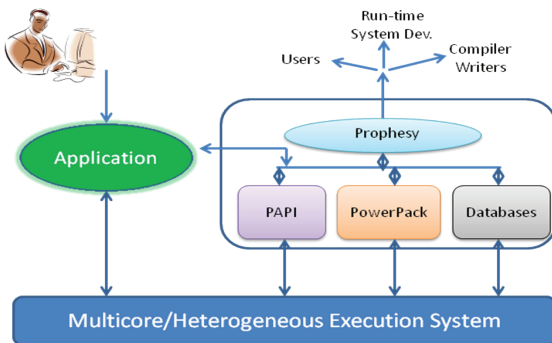 Run-time
System Dev.
Users
Compiler
Writers
Prophesy
Application
PAPI
PowerPack
Databases
Multicore/Heterogeneous Execution System